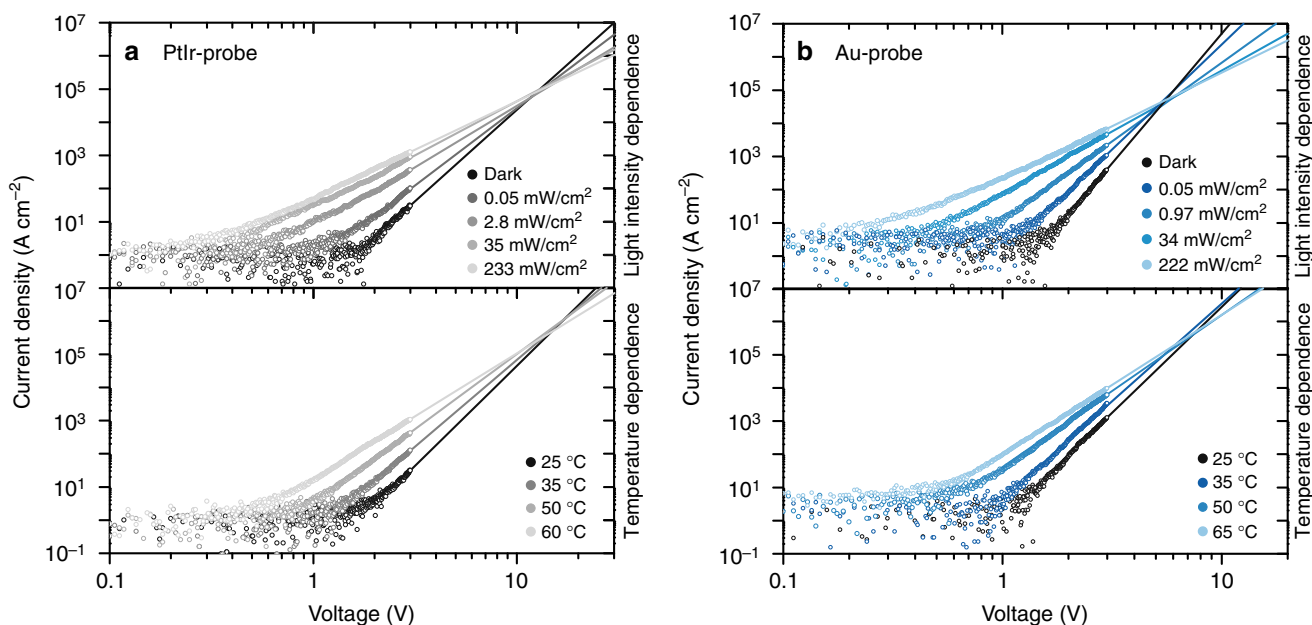 a PtIr-probe
b Au-probe
10⁷
10⁵
10³
10¹
10⁷
10⁵
10³
10¹
10⁻¹
Current density (A cm⁻²)
Dark
0.05 mW/cm²
2.8 mW/cm²
35 mW/cm²
233 mW/cm²
Light intensity dependence
25 °C
35 °C
50 °C
60 °C
Temperature dependence
0.1 1 10
Voltage (V)
10⁷
10⁵
10³
10¹
10⁷
10⁵
10³
10¹
10⁻¹
Current density (A cm⁻²)
Dark
0.05 mW/cm²
0.97 mW/cm²
34 mW/cm²
222 mW/cm²
Light intensity dependence
25 °C
35 °C
50 °C
65 °C
Temperature dependence
0.1 1 10
Voltage (V)